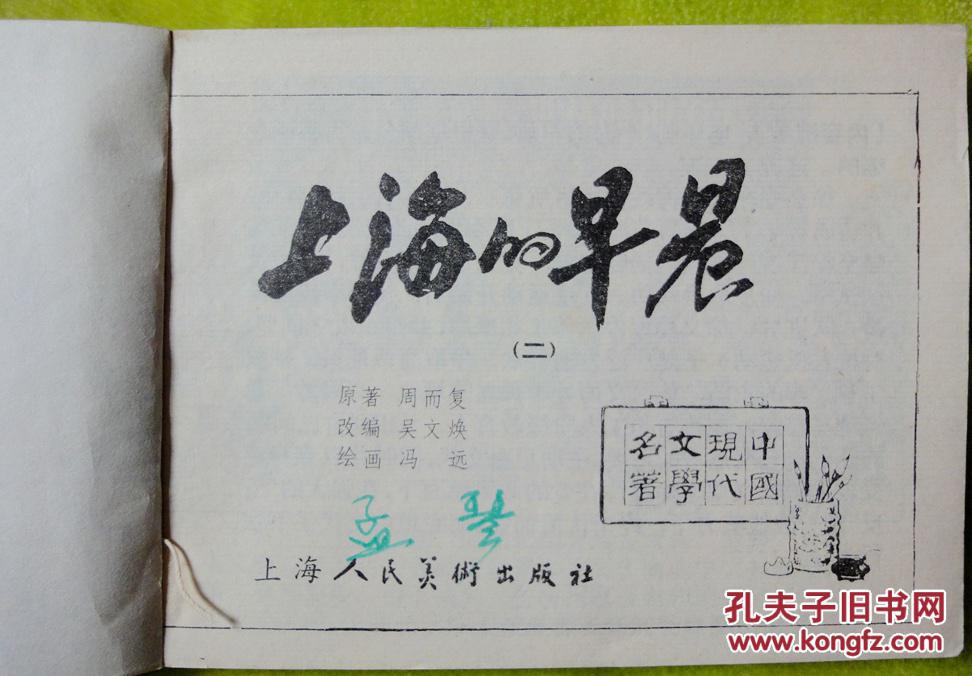 上海的早晨
(二)
原著 周而复
改编 吴文焕
绘画 冯 远
中國
現代
文學
名著
上海人民美術出版社
孔夫子旧书网
www.kongfz.com